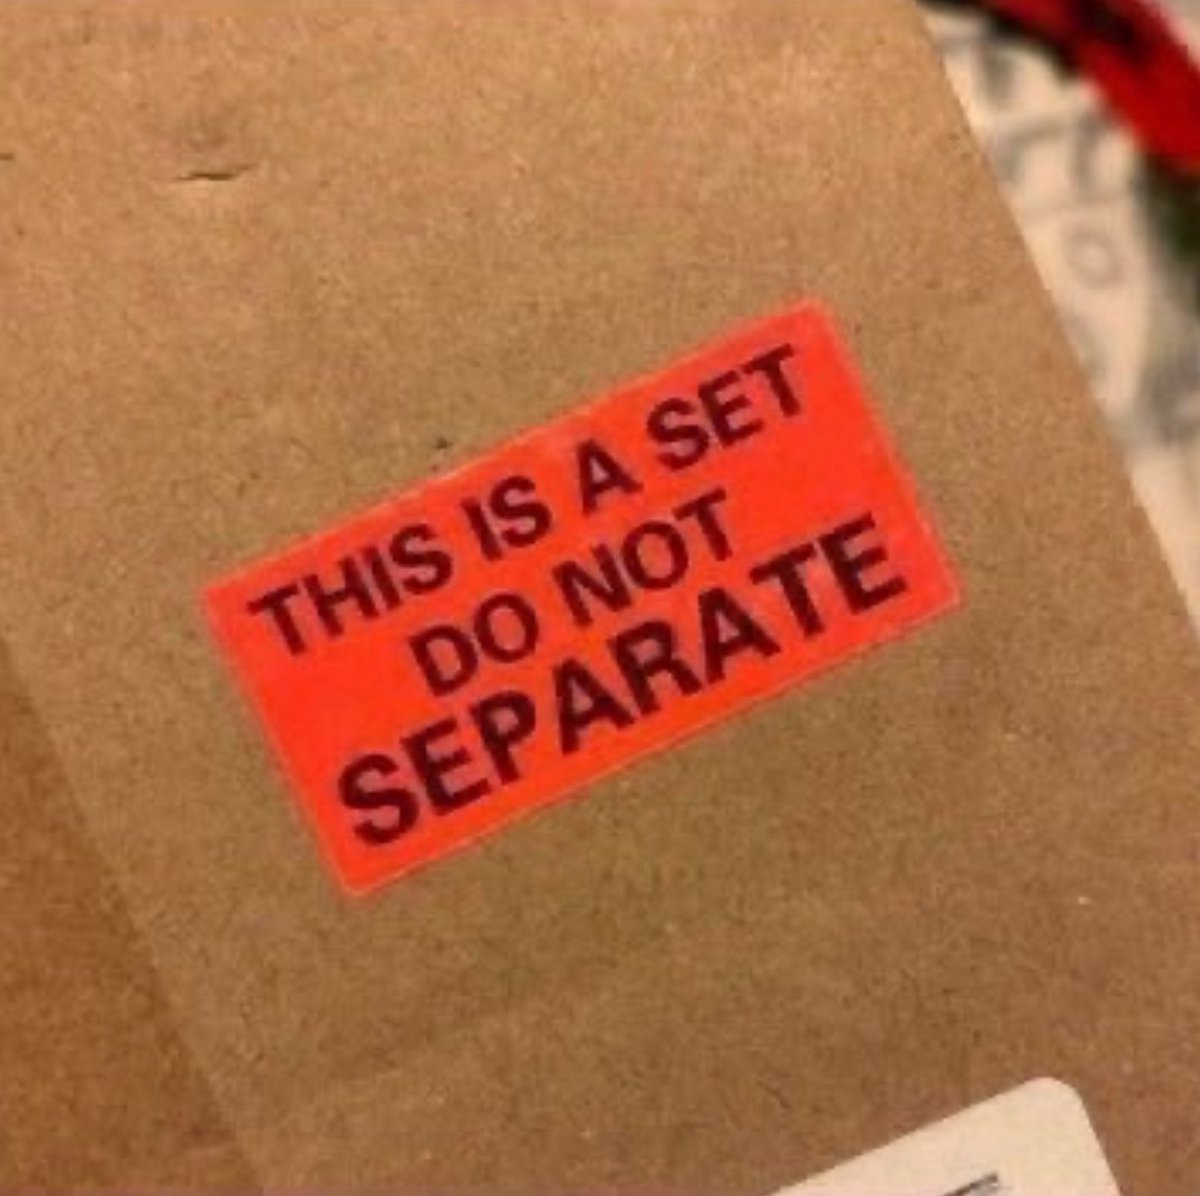 THIS IS A SET
DO NOT
SEPARATE